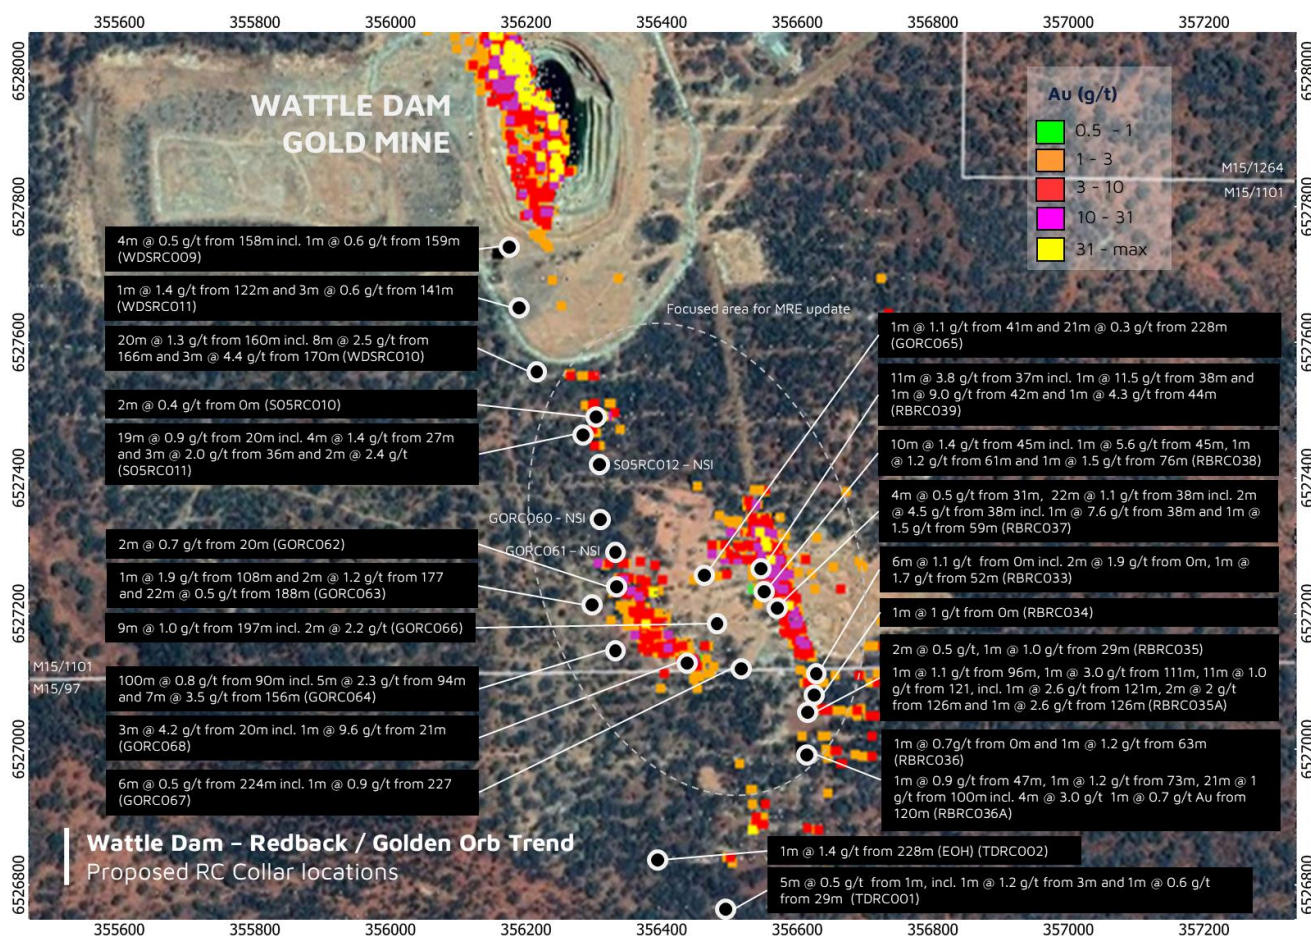 355600 355800 356000 356200 356400 356600 356800 357000 357200
6528000
6528000
WATTLE DAM
GOLD MINE
Au (g/t)
0.5 - 1
1 - 3
3 - 10
10 - 31
31 - max
M15/1264
M15/1101
6527800
6527800
4m @ 0.5 g/t from 158m incl. 1m @ 0.6 g/t from 159m
(WDSRC009)
1m @ 1.4 g/t from 122m and 3m @ 0.6 g/t from 141m
(WDSRC011)
20m @ 1.3 g/t from 160m incl. 8m @ 2.5 g/t from
166m and 3m @ 4.4 g/t from 170m (WDSRC010)
2m @ 0.4 g/t from 0m (S05RC010)
19m @ 0.9 g/t from 20m incl. 4m @ 1.4 g/t from 27m
and 3m @ 2.0 g/t from 36m and 2m @ 2.4 g/t
(S05RC011)
Focused area for MRE update
6527600
6527600
S05RC012 – NSI
GORC060 – NSI
GORC061 – NSI
6527400
6527400
2m @ 0.7 g/t from 20m (GORC062)
1m @ 1.9 g/t from 108m and 2m @ 1.2 g/t from 177
and 22m @ 0.5 g/t from 188m (GORC063)
9m @ 1.0 g/t from 197m incl. 2m @ 2.2 g/t (GORC066)
6527200
6527200
M15/1101
M15/97
100m @ 0.8 g/t from 90m incl. 5m @ 2.3 g/t from 94m
and 7m @ 3.5 g/t from 156m (GORC064)
3m @ 4.2 g/t from 20m incl. 1m @ 9.6 g/t from 21m
(GORC068)
6m @ 0.5 g/t from 224m incl. 1m @ 0.9 g/t from 227
(GORC067)
6527000
6527000
1m @ 1.1 g/t from 41m and 21m @ 0.3 g/t from 228m
(GORC065)
11m @ 3.8 g/t from 37m incl. 1m @ 11.5 g/t from 38m and
1m @ 9.0 g/t from 42m and 1m @ 4.3 g/t from 44m
(RBRC039)
10m @ 1.4 g/t from 45m incl. 1m @ 5.6 g/t from 45m, 1m
@ 1.2 g/t from 61m and 1m @ 1.5 g/t from 76m (RBRC038)
4m @ 0.5 g/t from 31m, 22m @ 1.1 g/t from 38m incl. 2m
@ 4.5 g/t from 38m incl. 1m @ 7.6 g/t from 38m and 1m @
1.5 g/t from 59m (RBRC037)
6m @ 1.1 g/t from 0m incl. 2m @ 1.9 g/t from 0m, 1m @
1.7 g/t from 52m (RBRC033)
1m @ 1 g/t from 0m (RBRC034)
2m @ 0.5 g/t, 1m @ 1.0 g/t from 29m (RBRC035)
1m @ 1.1 g/t from 96m, 1m @ 3.0 g/t from 111m, 11m @ 1.0
g/t from 121, incl. 1m @ 2.6 g/t from 121m, 2m @ 2 g/t
from 126m and 1m @ 2.6 g/t from 126m (RBRC035A)
1m @ 0.7g/t from 0m and 1m @ 1.2 g/t from 63m
(RBRC036)
1m @ 0.9 g/t from 47m, 1m @ 1.2 g/t from 73m, 21m @ 1
g/t from 100m incl. 4m @ 3.0 g/t 1m @ 0.7 g/t Au from
120m (RBRC036A)
1m @ 1.4 g/t from 228m (EOH) (TDRC002)
5m @ 0.5 g/t from 1m, incl. 1m @ 1.2 g/t from 3m and 1m @ 0.6 g/t
from 29m (TDRC001)
Wattle Dam – Redback / Golden Orb Trend
Proposed RC Collar locations
6526800
6526800
355600 355800 356000 356200 356400 356600 356800 357000 357200